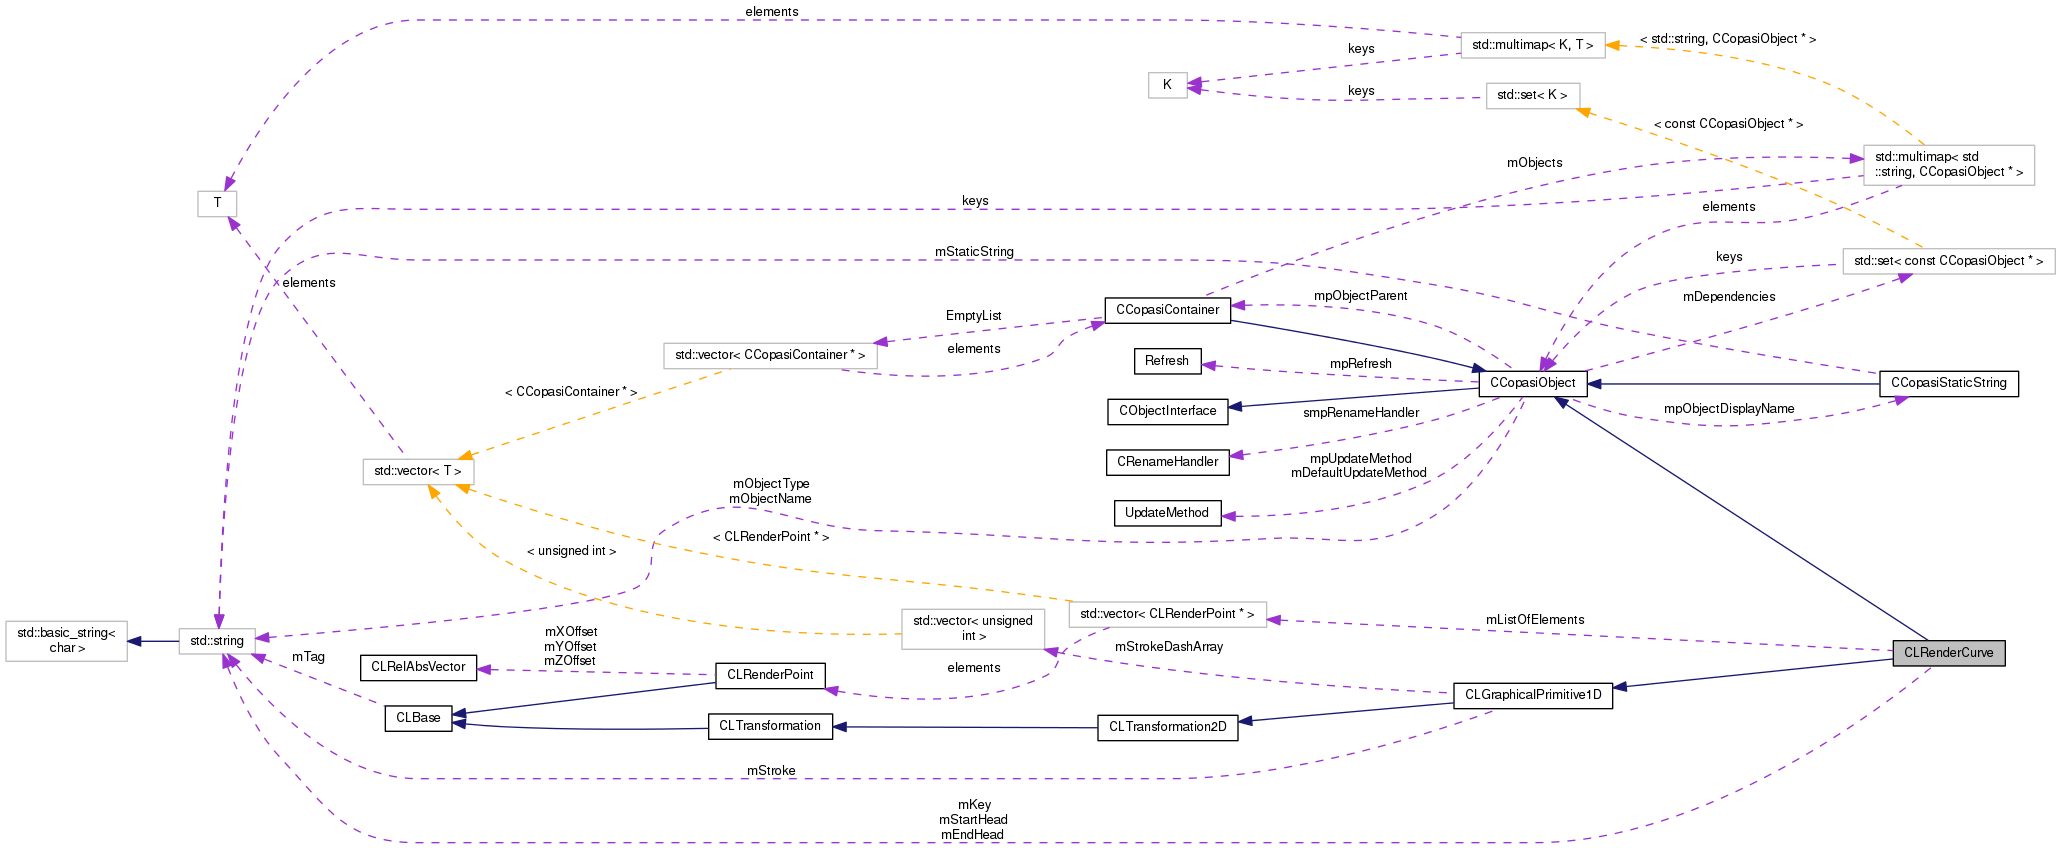 elements
std::multimap< K, T >
< std::string, CCopasiObject * >
keys
K
keys
std::set< K >
< const CCopasiObject * >
mObjects
std::multimap< std
::string, CCopasiObject * >
T
keys
elements
mStaticString
keys
std::set< const CCopasiObject * >
elements
mpObjectParent
mDependencies
CCopasiContainer
EmptyList
std::vector< CCopasiContainer * >
elements
Refresh
mpRefresh
CCopasiObject
CCopasiStaticString
< CCopasiContainer * >
CObjectInterface
smpRenameHandler
mpObjectDisplayName
std::vector< T >
CRenameHandler
mpUpdateMethod
mDefaultUpdateMethod
mObjectType
mObjectName
UpdateMethod
< CLRenderPoint * >
< unsigned int >
std::vector< CLRenderPoint * >
mListOfElements
std::vector< unsigned
int >
std::basic_string<
char >
std::string
mXOffset
mYOffset
mZOffset
mTag
CLRelAbsVector
CLRenderPoint
elements
mStrokeDashArray
CLRenderCurve
CLGraphicalPrimitive1D
CLBase
CLTransformation
CLTransformation2D
mStroke
mKey
mStartHead
mEndHead